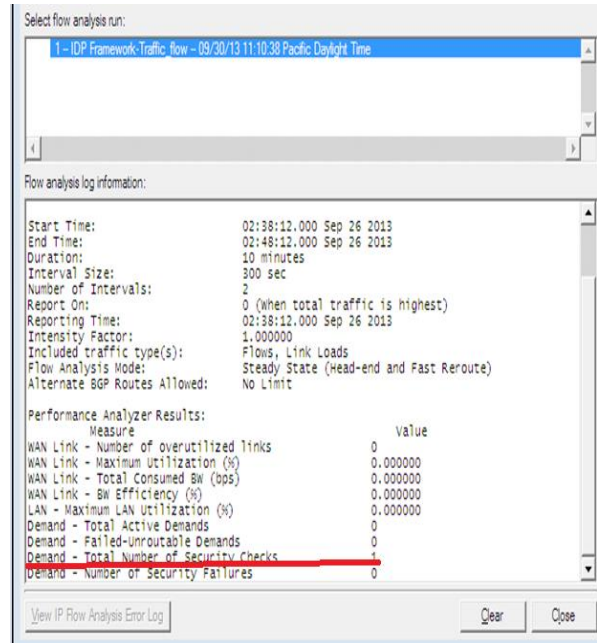 Select flow analysis run:
1 – IDP Framework-Traffic_flow – 09/30/13 11:10:38 Pacific Daylight Time
Flow analysis log information:
Start Time: 02:38:12.000 Sep 26 2013
End Time: 02:48:12.000 Sep 26 2013
Duration: 10 minutes
Interval Size: 300 sec
Number of Intervals: 2
Report On: 0 (When total traffic is highest)
Reporting Time: 02:38:12.000 Sep 26 2013
Intensity Factor: 1.000000
Included traffic type(s): Flows, Link Loads
Flow Analysis Mode: Steady State (Head-end and Fast Reroute)
Alternate BGP Routes Allowed: No Limit
Performance Analyzer Results:
Measure Value
WAN Link - Number of overutilized links 0
WAN Link - Maximum Utilization (%) 0.000000
WAN Link - Total Consumed BW (bps) 0.000000
WAN Link - BW Efficiency (%) 0.000000
LAN - Maximum LAN Utilization (%) 0.000000
Demand - Total Active Demands 0
Demand - Failed-Unroutable Demands 0
Demand - Total Number of Security Checks 1
Demand - Number of Security Failures 0
View IP Flow Analysis Error Log Clear Close